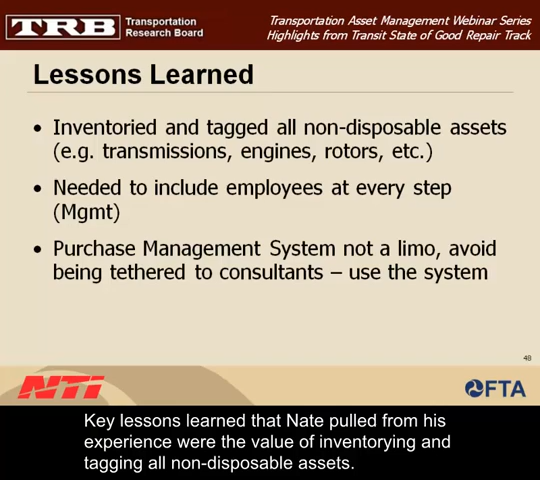 TRB
Transportation
Research Board
Transportation Asset Management Webinar Series
Highlights from Transit State of Good Repair Track
Lessons Learned
• Inventoried and tagged all non-disposable assets
(e.g. transmissions, engines, rotors, etc.)
• Needed to include employees at every step
(Mgmt)
• Purchase Management System not a limo, avoid
being tethered to consultants – use the system
48
NTI
FTA
Key lessons learned that Nate pulled from his
experience were the value of inventorying and
tagging all non-disposable assets.